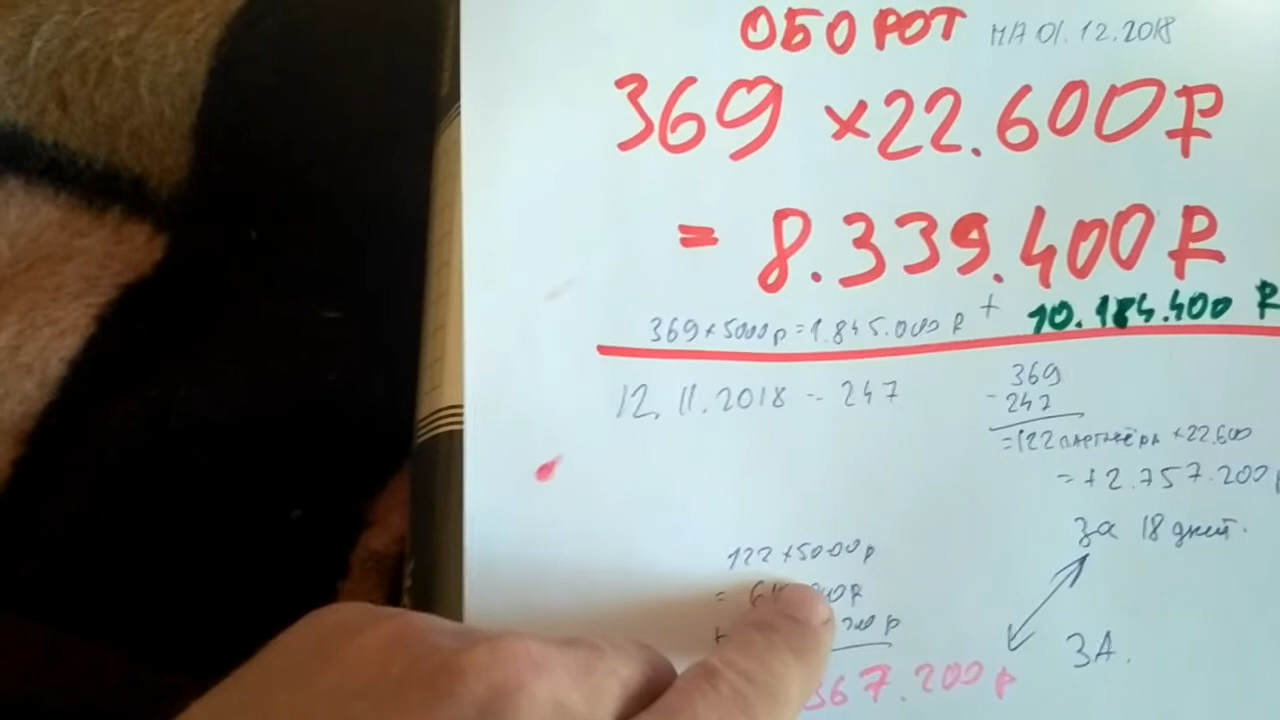 ОБОРОТ НА 01.12.2018
369 × 22.600 ₽
= 8.339.400 ₽
369 × 5000 р = 1.845.000 ₽ + 10.184.400 ₽
12.11.2018 - 247
369
- 247
= 122 партнёра × 22.600
= + 2.757.200 р
за 18 дней.
122 × 5000 р
=
+
367.200 р
ЗА.